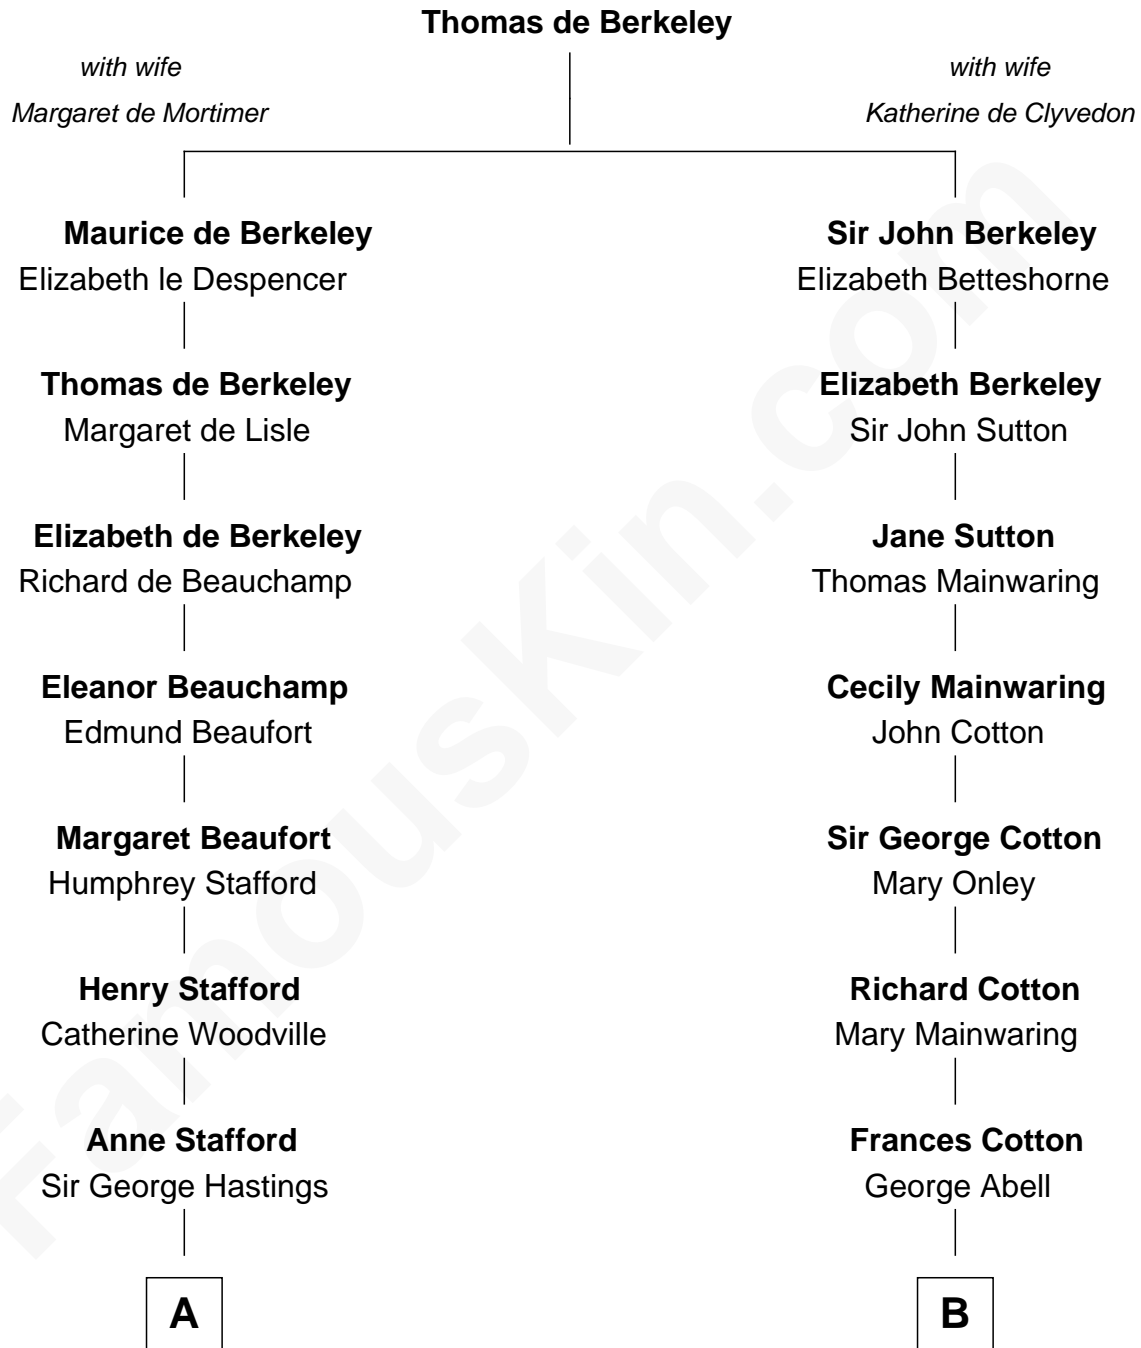 Thomas de Berkeley
with wife
Margaret de Mortimer
with wife
Katherine de Clyvedon
Maurice de Berkeley
Elizabeth le Despencer
Sir John Berkeley
Elizabeth Betteshorne
Thomas de Berkeley
Margaret de Lisle
Elizabeth Berkeley
Sir John Sutton
Elizabeth de Berkeley
Richard de Beauchamp
Jane Sutton
Thomas Mainwaring
Eleanor Beauchamp
Edmund Beaufort
Cecily Mainwaring
John Cotton
Margaret Beaufort
Humphrey Stafford
Sir George Cotton
Mary Onley
Henry Stafford
Catherine Woodville
Richard Cotton
Mary Mainwaring
Anne Stafford
Sir George Hastings
Frances Cotton
George Abell
A
B
FamousKin.com